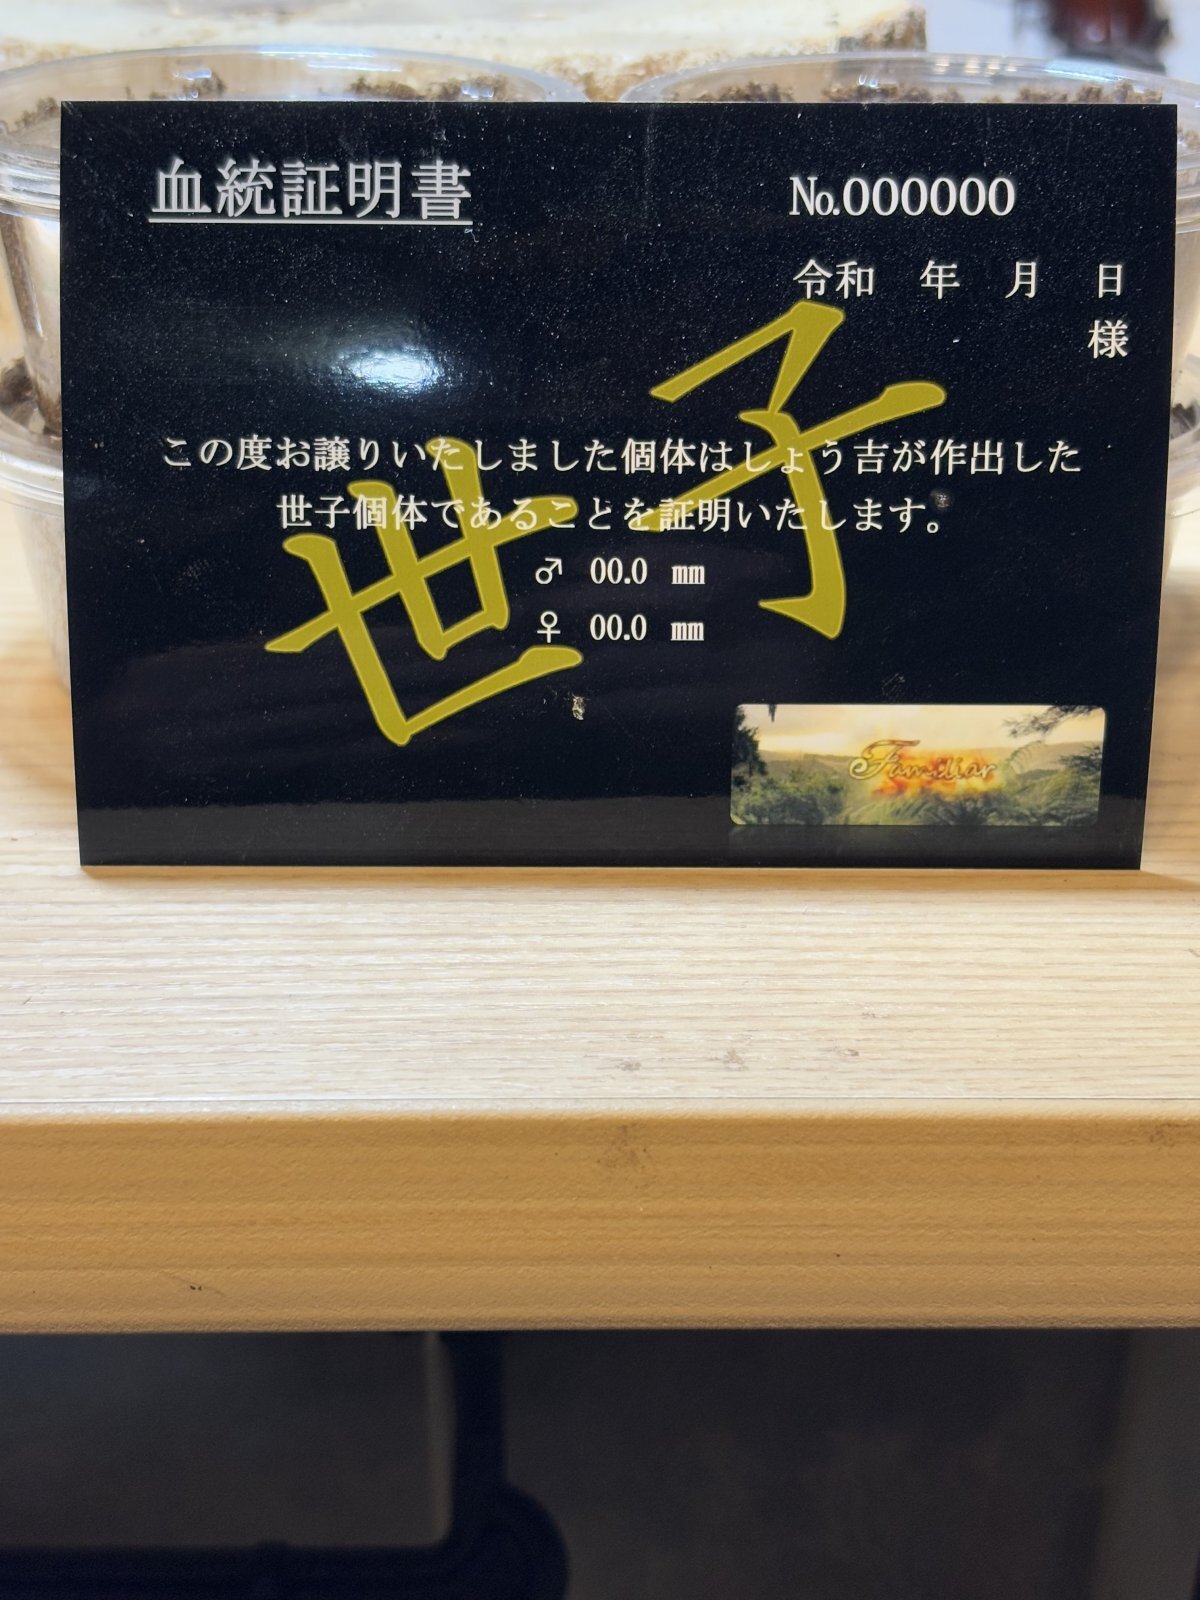 血統証明書
№.000000
令和 年 月 日
様
この度お譲りいたしました個体はしょう吉が作出した
世子個体であることを証明いたします。
♂ 00.0 ㎜
♀ 00.0 ㎜
世子
Familiar